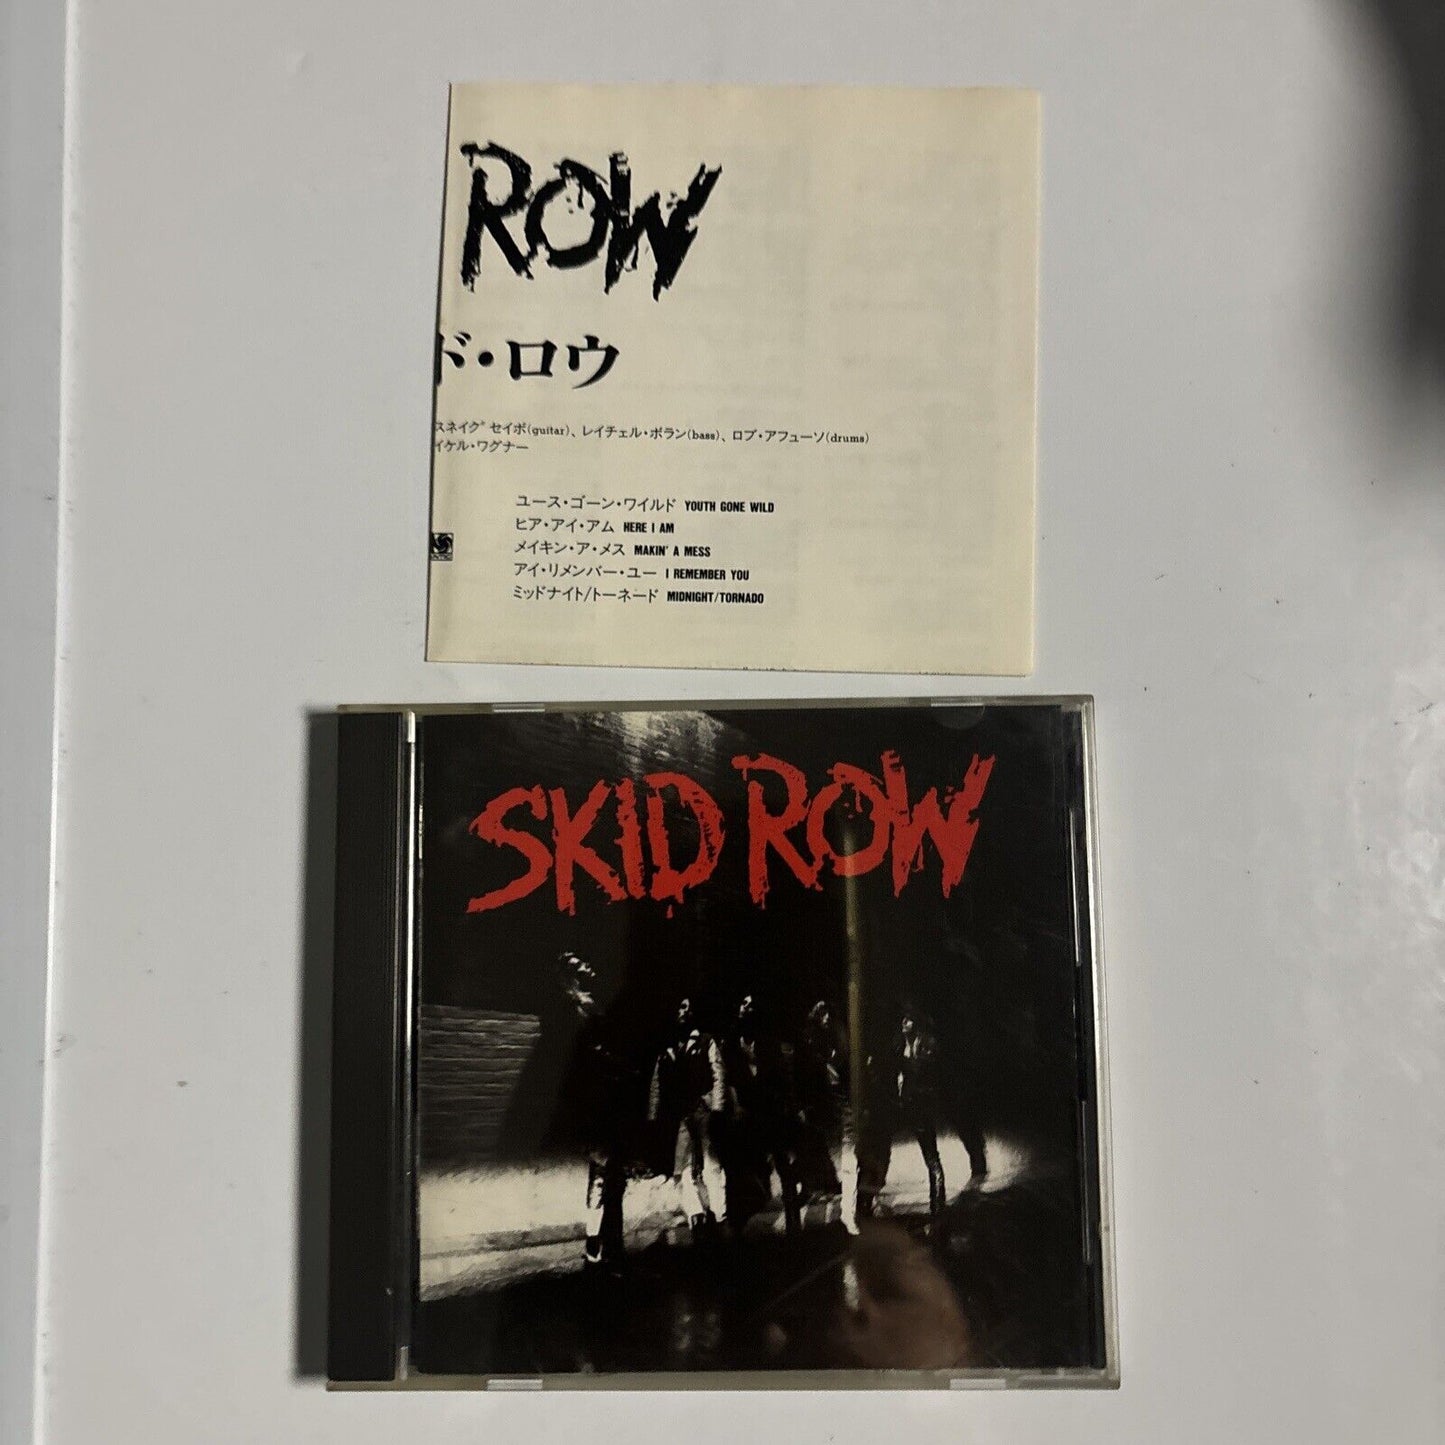 ROW
ド・ロウ
スネイク" セイボ(guitar)、レイチェル・ボラン(bass)、ロブ・アフューソ(drums)
イケル・ワグナー
ユース・ゴーン・ワイルド YOUTH GONE WILD
ヒア・アイ・アム HERE I AM
メイキン・ア・メス MAKIN' A MESS
アイ・リメンバー・ユー I REMEMBER YOU
ミッドナイト/トーネード MIDNIGHT/TORNADO
SKID ROW